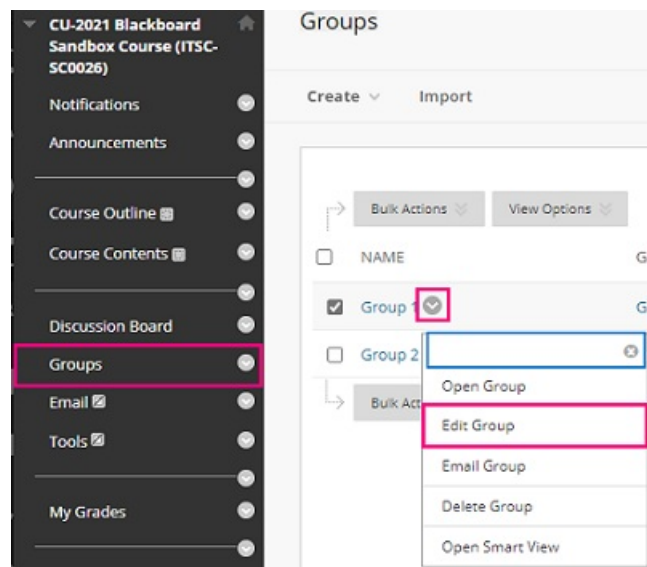 CU-2021 Blackboard
Sandbox Course (ITSC-
SC0026)
Notifications
Announcements
Course Outline
Course Contents
Discussion Board
Groups
Email
Tools
My Grades
Groups
Create Import
Bulk Actions View Options
NAME G
Group 1 G
Group 2
Bulk Act
Open Group
Edit Group
Email Group
Delete Group
Open Smart View